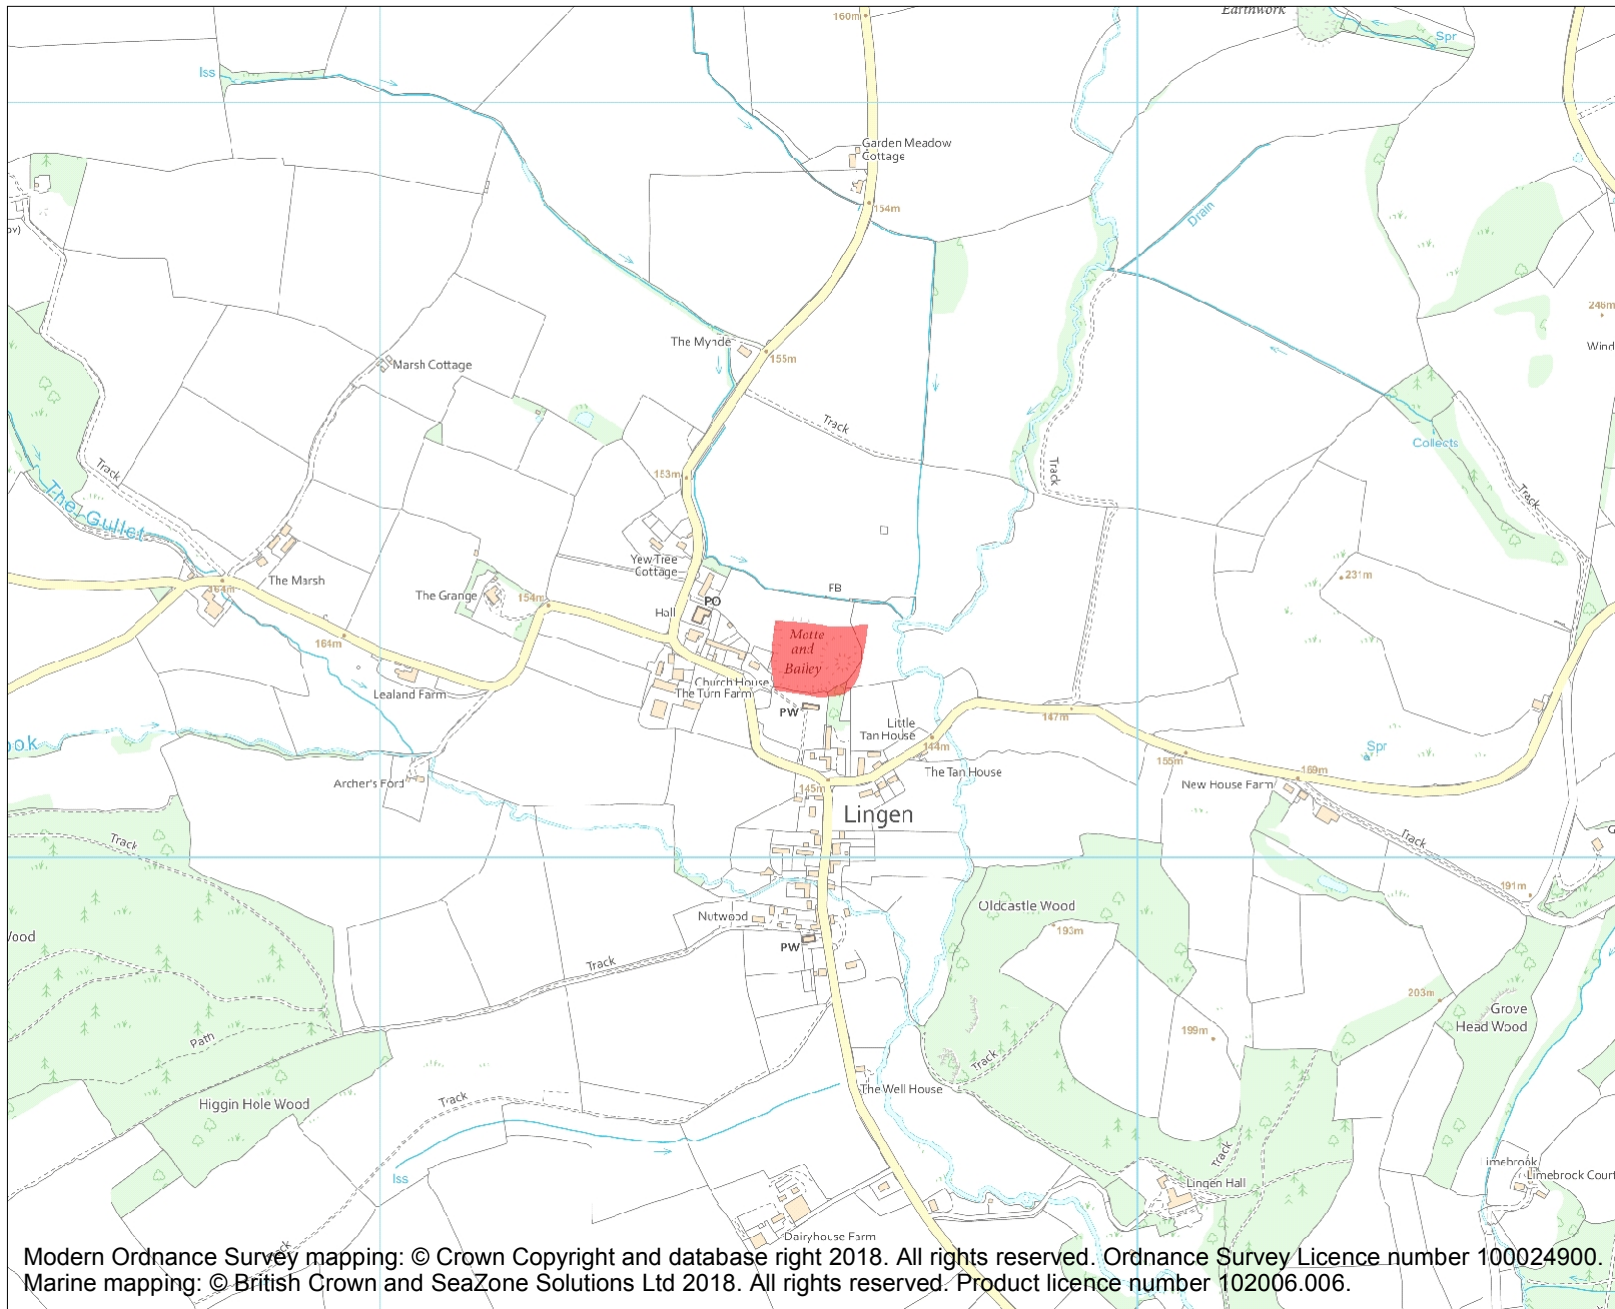 160m
Earthwork
Spr
Iss
Garden Meadow
Cottage
154m
Drain
246m
Wind
The Mynde
155m
Marsh Cottage
Track
Track
Track
Collects
Track
153m
The Gullet
Yew Tree
Cottage
The Marsh
The Grange
154m
FB
231m
164m
PO
Hall
164m
Motte
and
Bailey
Church House
The Turn Farm
Lealand Farm
PW
Little
Tan House
147m
144m
ook
Spr
155m
The Tan House
169m
New House Farm
Archer's Ford
145m
Lingen
Track
Track
191m
Oldcastle Wood
Nutwood
193m
Wood
PW
Track
203m
Grove
Head Wood
199m
Path
Track
The Well House
Higgin Hole Wood
Track
Track
Iss
Limebrook
Limebrook Court
Lingen Hall
Dairyhouse Farm
Track
Modern Ordnance Survey mapping: © Crown Copyright and database right 2018. All rights reserved. Ordnance Survey Licence number 100024900.
Marine mapping: © British Crown and SeaZone Solutions Ltd 2018. All rights reserved. Product licence number 102006.006.